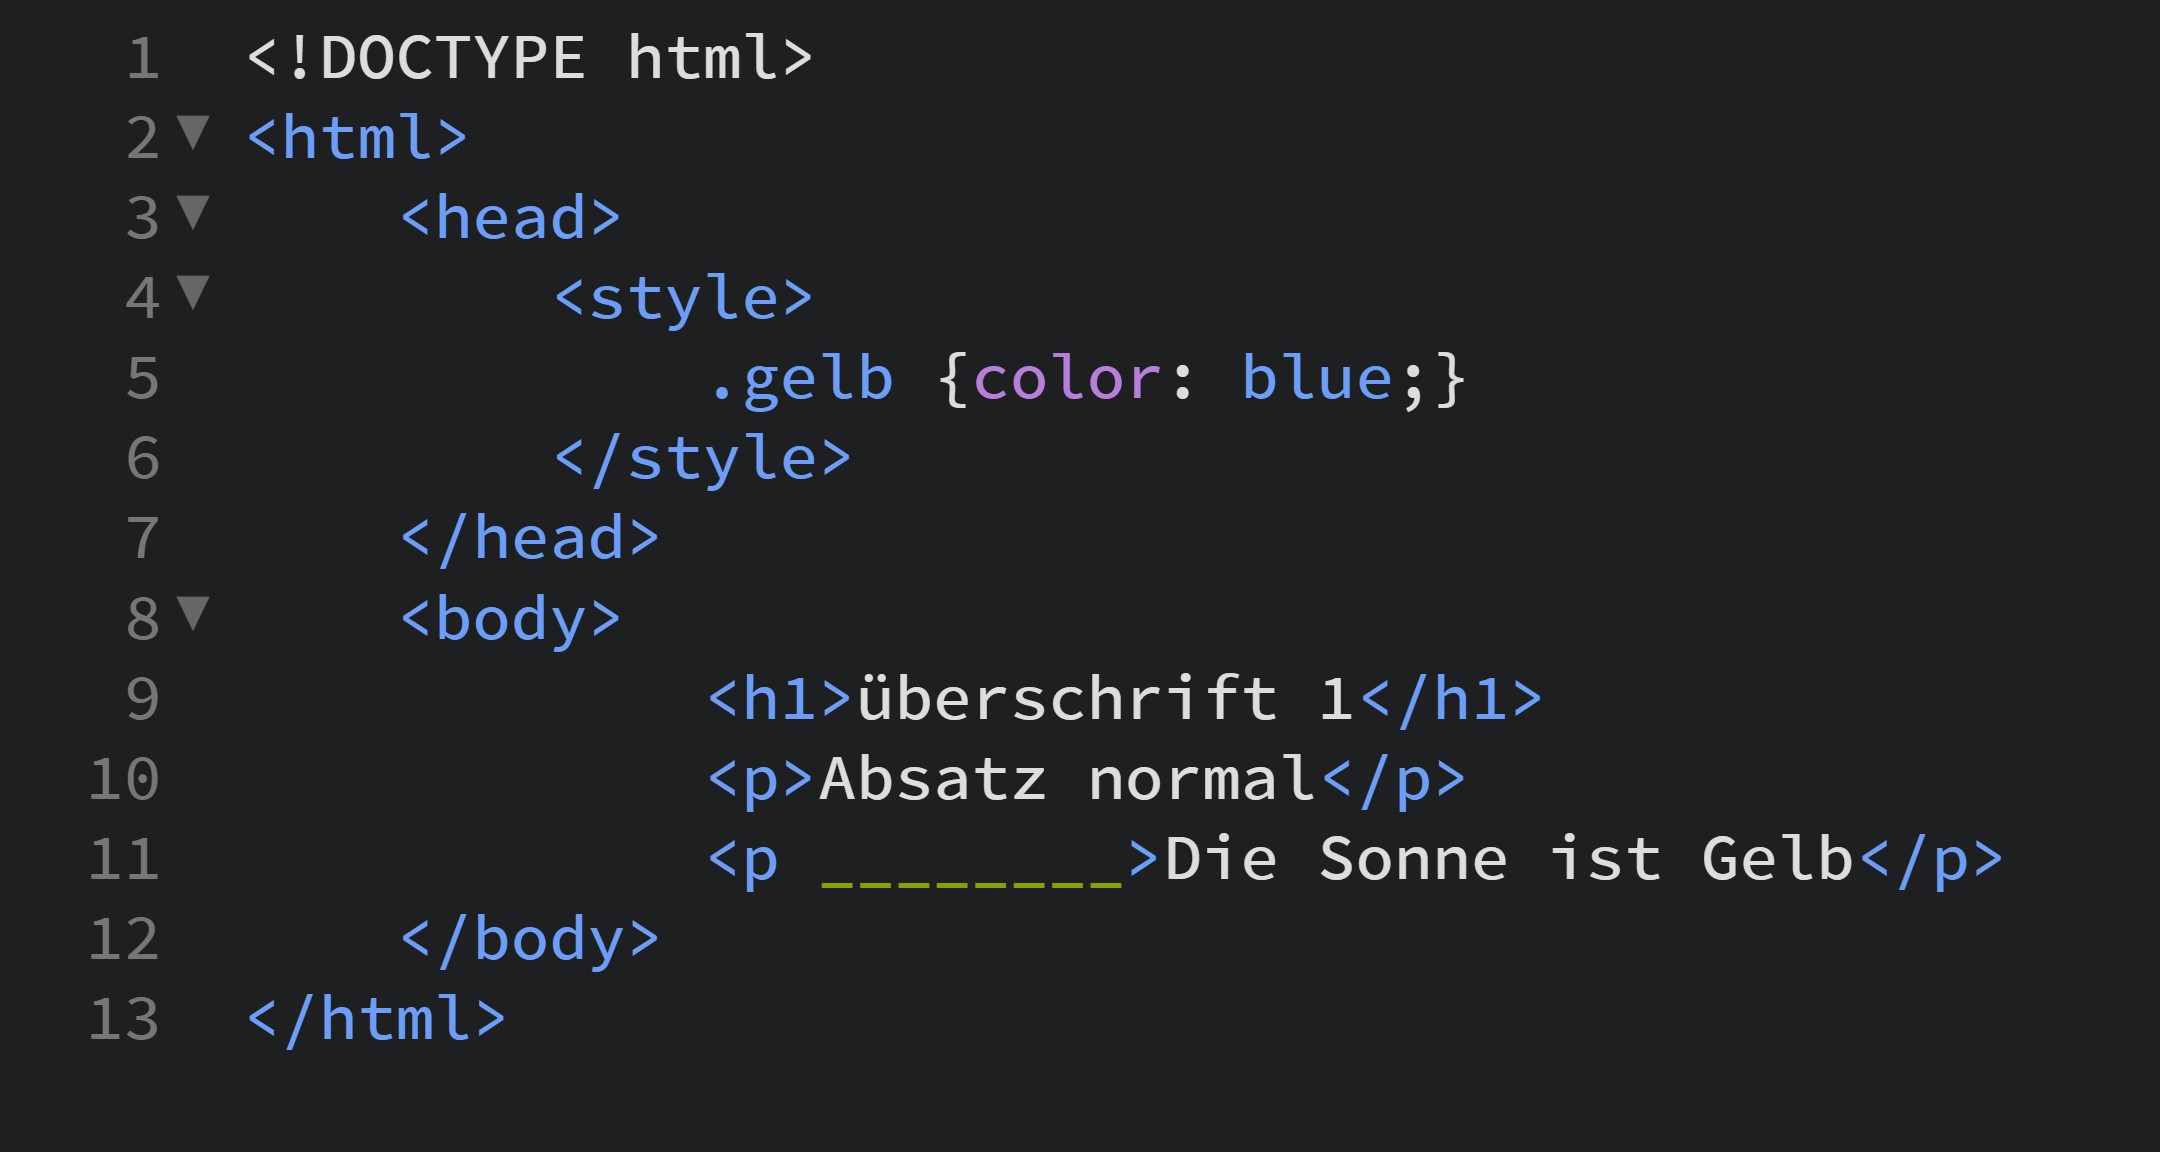 1 <!DOCTYPE html>
2 ▼ <html>
3 ▼ <head>
4 ▼ <style>
5 .gelb {color: blue;}
6 </style>
7 </head>
8 ▼ <body>
9 <h1>überschrift 1</h1>
10 <p>Absatz normal</p>
11 <p ________>Die Sonne ist Gelb</p>
12 </body>
13 </html>